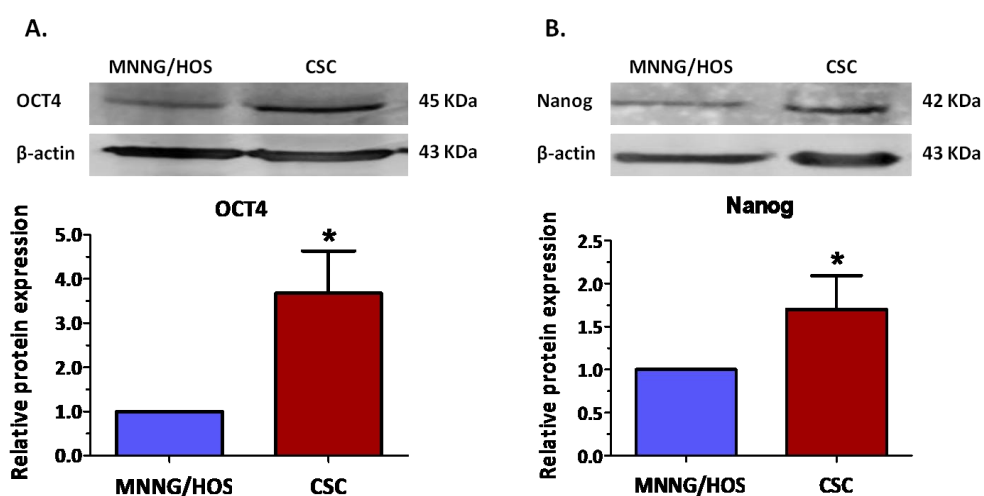 A.
MNNG/HOS CSC
OCT4 45 KDa
β-actin 43 KDa
OCT4
Relative protein expression
5.0
4.0
3.0
2.0
1.0
0.0
*
MNNG/HOS CSC
B.
MNNG/HOS CSC
Nanog 42 KDa
β-actin 43 KDa
Nanog
Relative protein expression
2.5
2.0
1.5
1.0
0.5
0.0
*
MNNG/HOS CSC